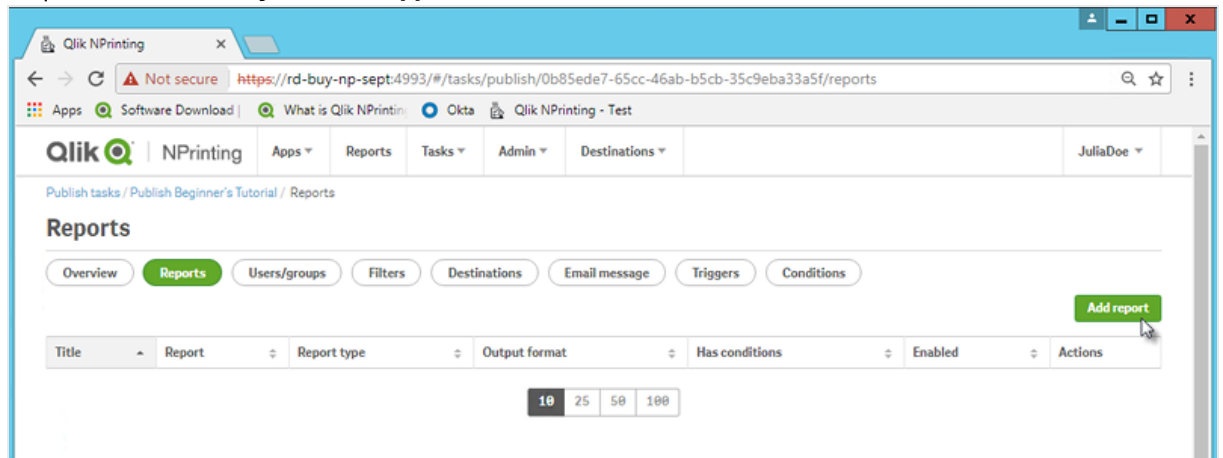 Qlik NPrinting
Not secure https://rd-buy-np-sept:4993/#/tasks/publish/0b85ede7-65cc-46ab-b5cb-35c9eba33a5f/reports
Apps Software Download | What is Qlik NPrinting Okta Qlik NPrinting - Test
Qlik NPrinting Apps Reports Tasks Admin Destinations JuliaDoe
Publish tasks / Publish Beginner's Tutorial / Reports
Reports
Overview Reports Users/groups Filters Destinations Email message Triggers Conditions
Add report
Title Report Report type Output format Has conditions Enabled Actions
10 25 50 100